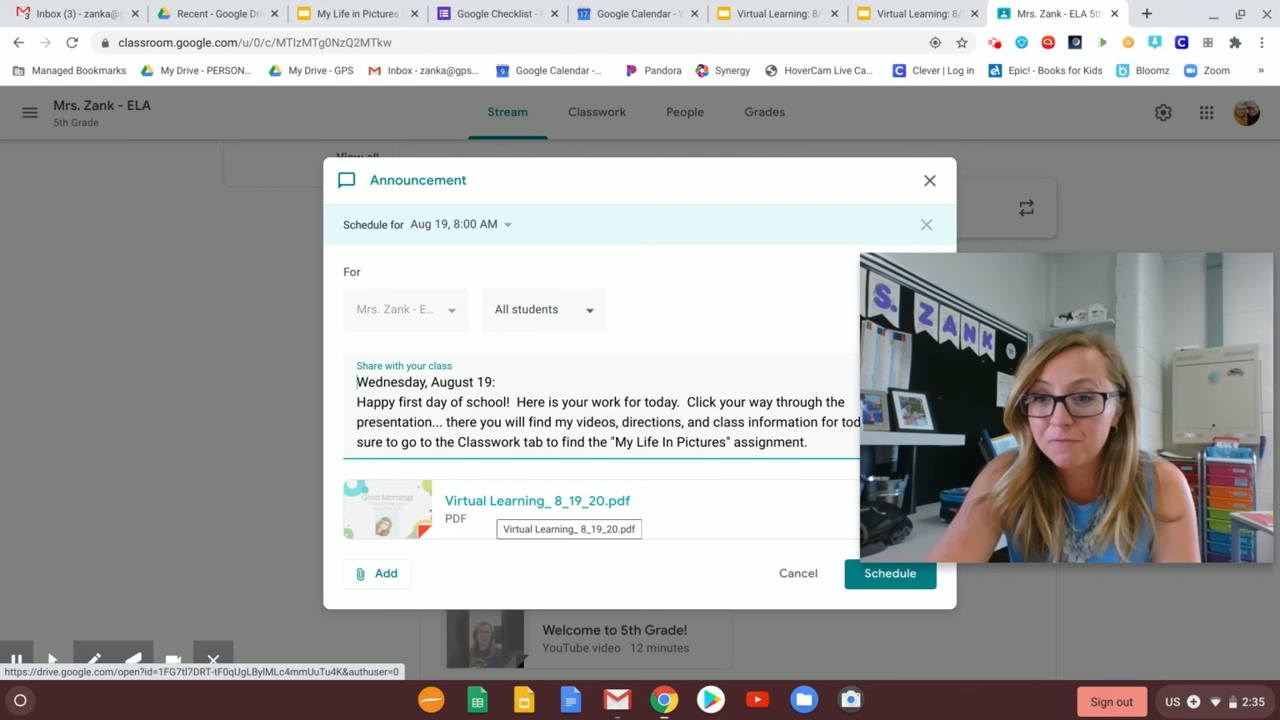 Inbox (3) - zanka@g
Recent - Google Dri
My Life in Pictures
Google Checklist -
Google Calendar - W
Virtual Learning: 8/
Virtual Learning: 8/
Mrs. Zank - ELA 5th
classroom.google.com/u/0/c/MTIzMTg0NzQ2MTkw
Managed Bookmarks
My Drive - PERSON...
My Drive - GPS
Inbox - zanka@gps...
Google Calendar -...
Pandora
Synergy
HoverCam Live Ca...
Clever | Log in
Epic! - Books for Kids
Bloomz
Zoom
»
Mrs. Zank - ELA
5th Grade
Stream
Classwork
People
Grades
View all
Announcement
Schedule for Aug 19, 8:00 AM
For
Mrs. Zank - E...
All students
Share with your class
Wednesday, August 19:
Happy first day of school! Here is your work for today. Click your way through the
presentation... there you will find my videos, directions, and class information for tod
sure to go to the Classwork tab to find the "My Life In Pictures" assignment.
S. ZANK
Good Morning!
Virtual Learning_ 8_19_20.pdf
PDF
Virtual Learning_ 8_19_20.pdf
Add
Cancel
Schedule
Welcome to 5th Grade!
YouTube video 12 minutes
https://drive.google.com/open?id=1FG7tl7DRT-tF0qUgLBylMLc4mmUuTu4K&authuser=0
Sign out
US
2:35